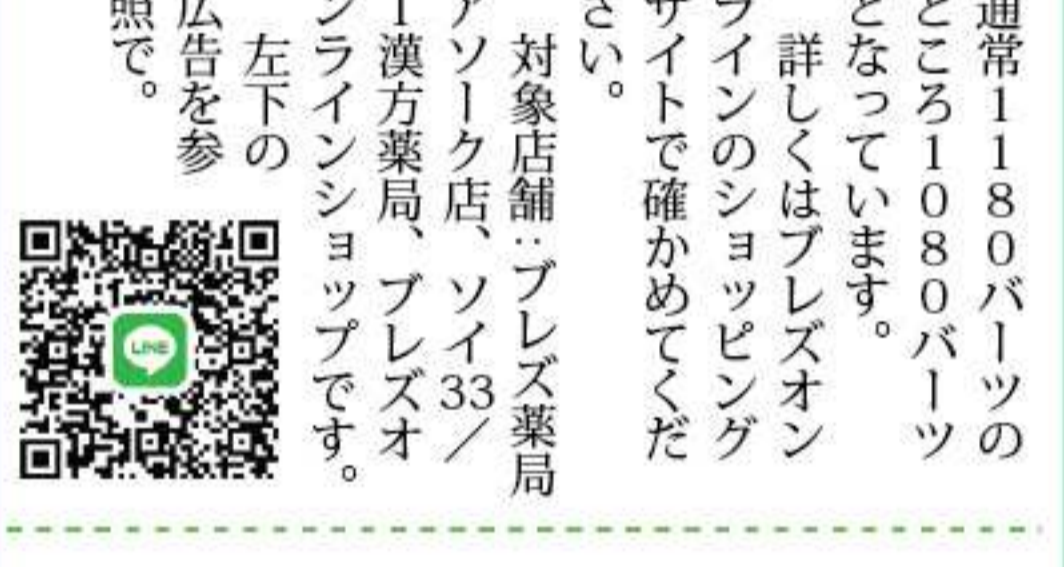 通常1180バーツの
ところ1080バーツ
となっています。
詳しくはブレズオン
ラインのショッピング
サイトで確かめてくだ
さい。
対象店舗:ブレズ薬局
アソーク店、ソイ33/
1漢方薬局、ブレズオ
ンラインショップです。
左下の
広告を参
照で。
LINE